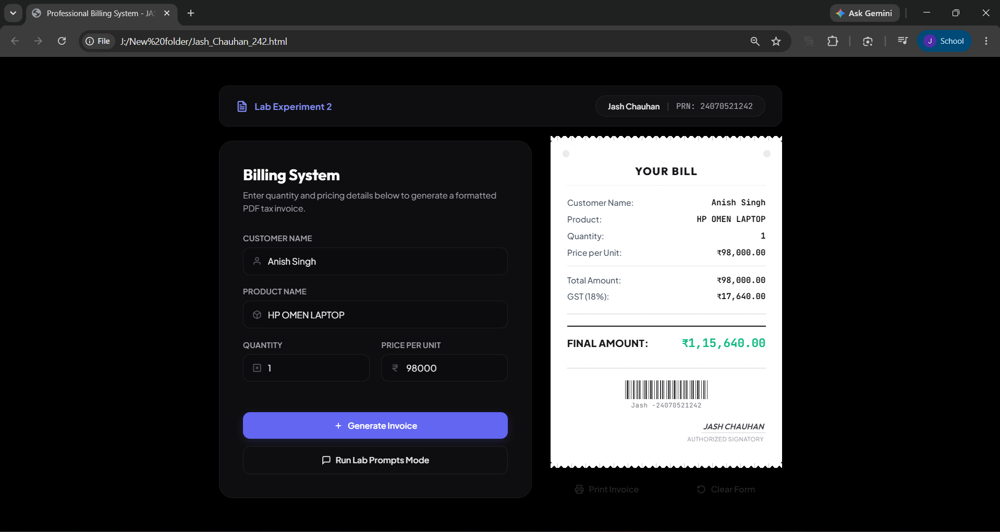 Professional Billing System - JAS
Ask Gemini
File
J:/New%20folder/Jash_Chauhan_242.html
J
School
Lab Experiment 2
Jash Chauhan | PRN: 24070521242
Billing System
Enter quantity and pricing details below to generate a formatted
PDF tax invoice.
CUSTOMER NAME
Anish Singh
PRODUCT NAME
HP OMEN LAPTOP
QUANTITY
1
PRICE PER UNIT
₹ 98000
+ Generate Invoice
Run Lab Prompts Mode
YOUR BILL
Customer Name: Anish Singh
Product: HP OMEN LAPTOP
Quantity: 1
Price per Unit: ₹98,000.00
Total Amount: ₹98,000.00
GST (18%): ₹17,640.00
FINAL AMOUNT: ₹1,15,640.00
Jash -24070521242
JASH CHAUHAN
AUTHORIZED SIGNATORY
Print Invoice
Clear Form